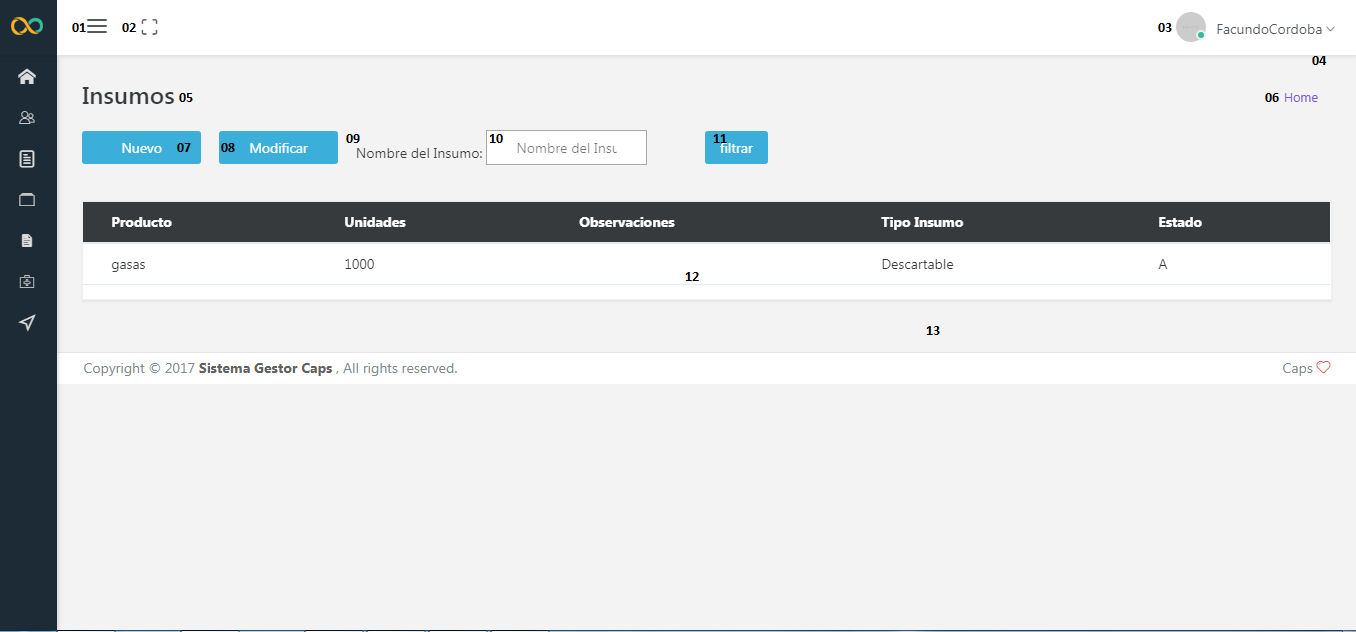 01 02 03 FacundoCordoba
04
Insumos 05 06 Home
Nuevo 07 08 Modificar 09 Nombre del Insumo: 10 Nombre del Insu 11 filtrar
Producto Unidades Observaciones Tipo Insumo Estado
gasas 1000 Descartable A
12
13
Copyright © 2017 Sistema Gestor Caps , All rights reserved. Caps